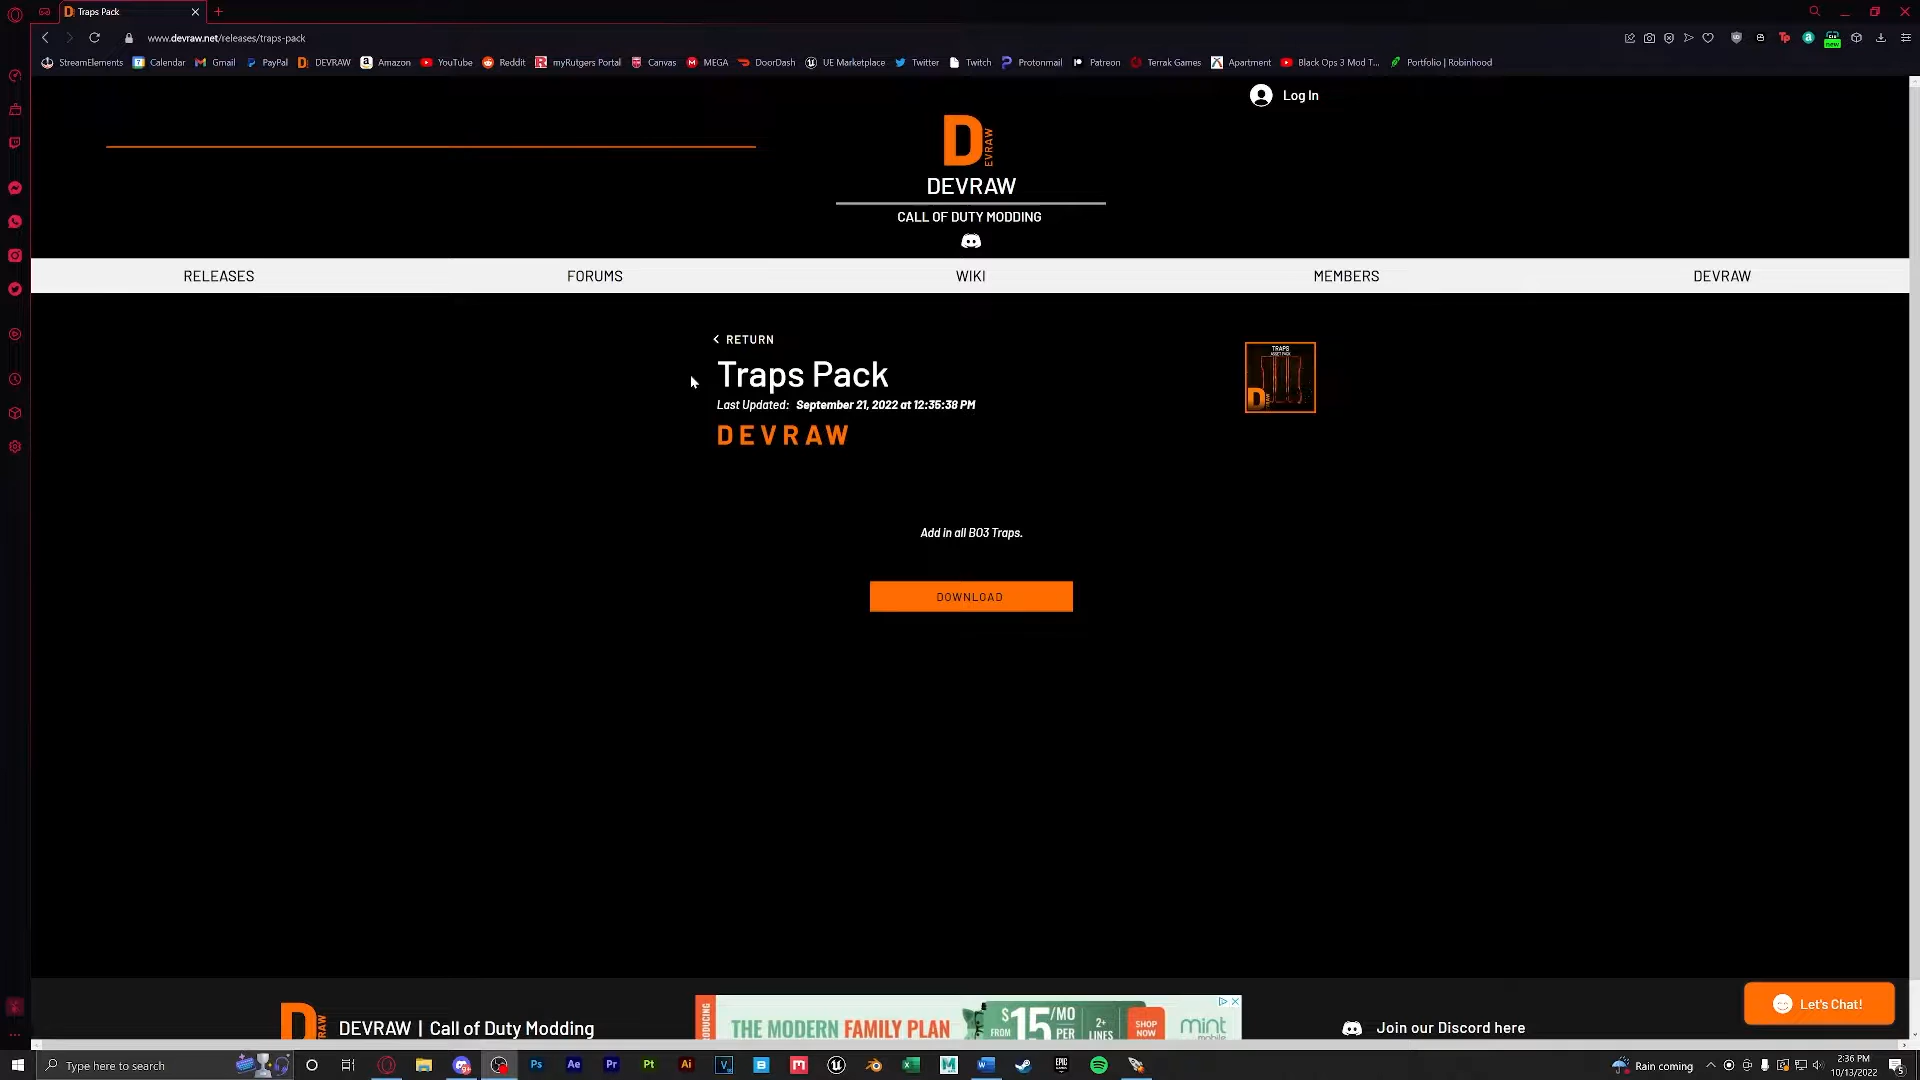 Traps Pack
www.devraw.net/releases/traps-pack
StreamElements Calendar Gmail PayPal DEVRAW Amazon YouTube Reddit myRutgers Portal Canvas MEGA DoorDash UE Marketplace Twitter Twitch Protonmail Patreon Terrak Games Apartment Black Ops 3 Mod T... Portfolio | Robinhood
Log In
DEVRAW
DEVRAW
CALL OF DUTY MODDING
RELEASES FORUMS WIKI MEMBERS DEVRAW
RETURN
Traps Pack
Last Updated: September 21, 2022 at 12:35:38 PM
DEVRAW
TRAPS
ASSET PACK
Add in all BO3 Traps.
DOWNLOAD
DEVRAW | Call of Duty Modding
THE MODERN FAMILY PLAN
FROM $15/MO PER
2+ LINES
SHOP NOW
mint
Join our Discord here
Let's Chat!
Type here to search
Rain coming
2:36 PM
10/13/2022